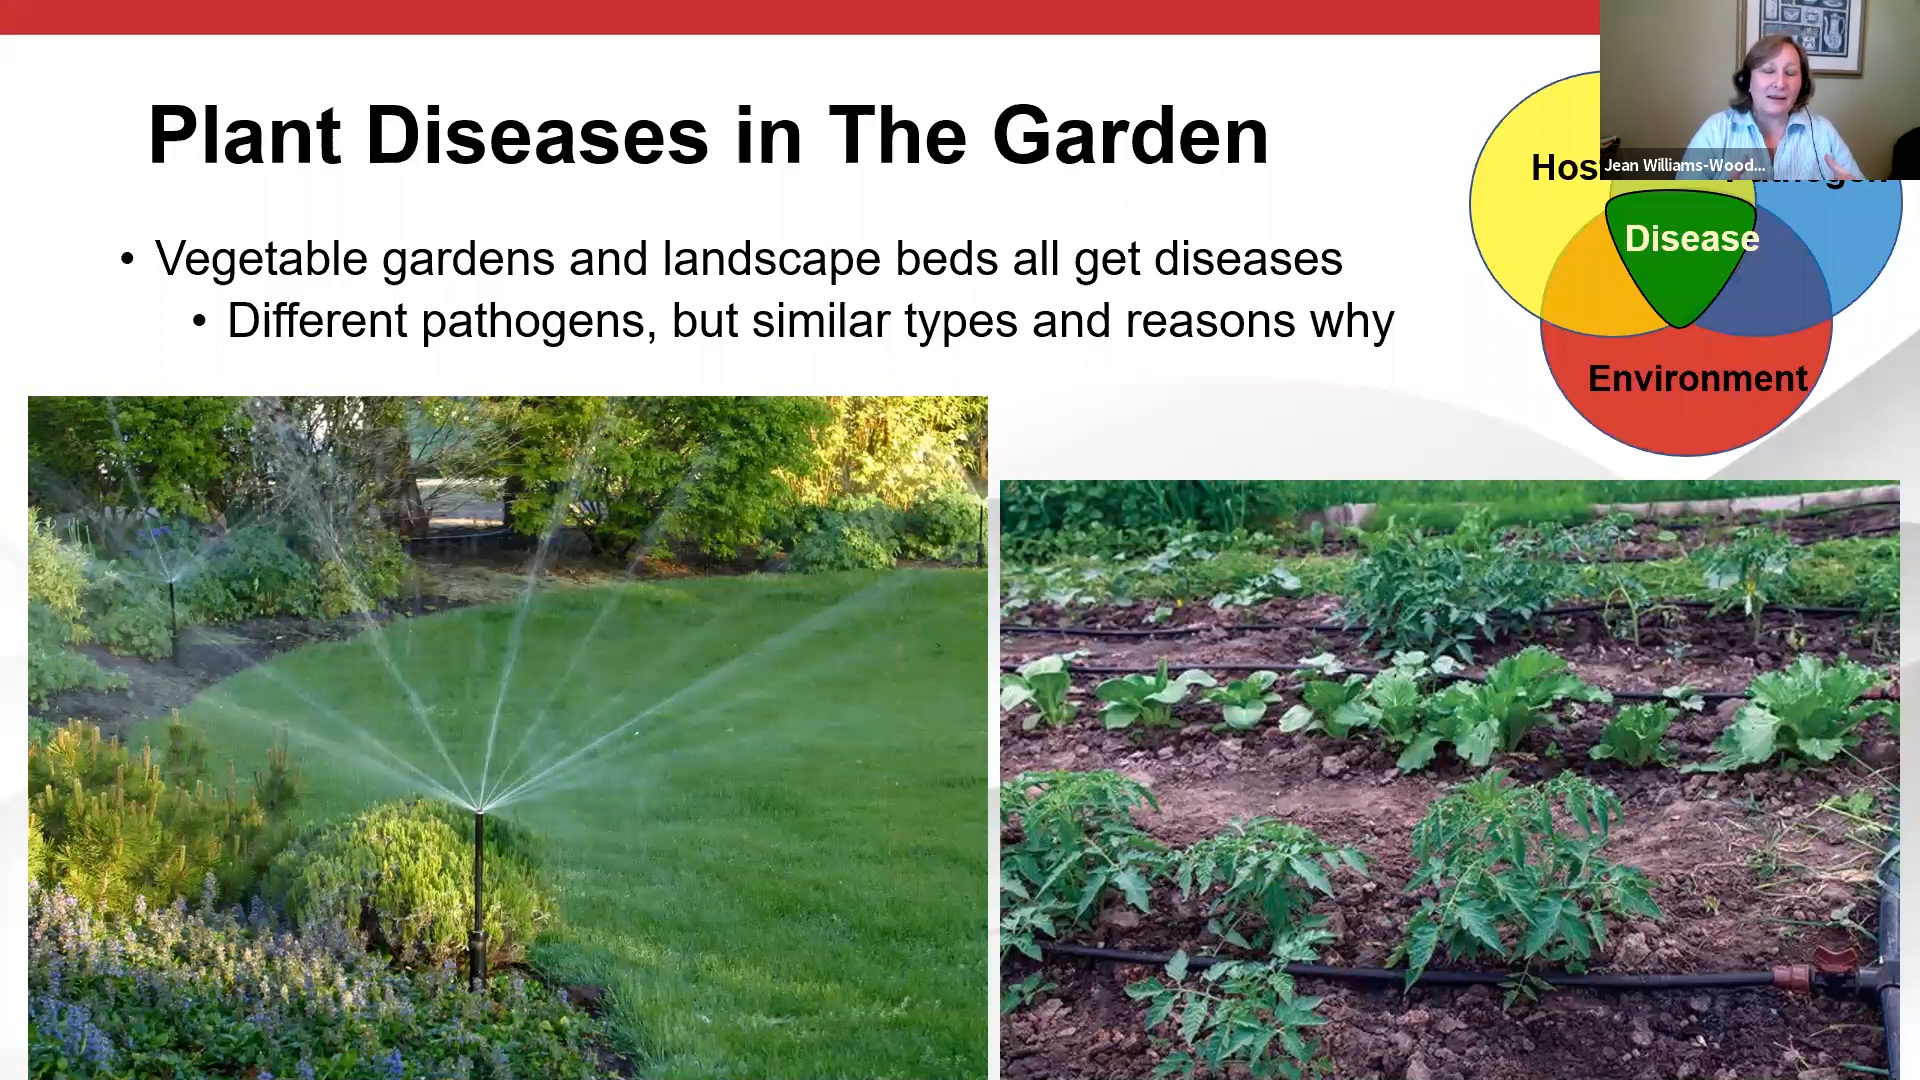 Plant Diseases in The Garden
• Vegetable gardens and landscape beds all get diseases
• Different pathogens, but similar types and reasons why
Jean Williams-Wood...
Disease
Environment